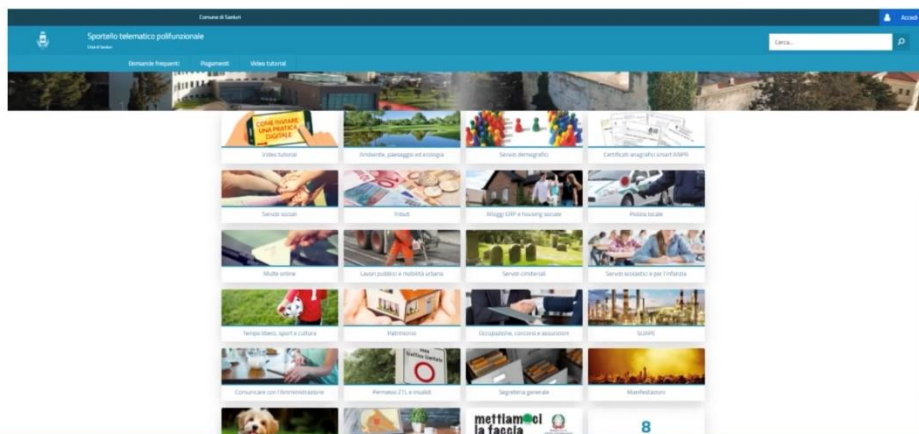 Comune di Sanluri
Accedi
Sportello telematico polifunzionale
Cerca...
Domande frequenti Pagamenti Video tutorial
COME INVIARE
UNA PRATICA
DIGITALE
Video tutorial Ambiente, paesaggio ed ecologia Servizi demografici Certificati anagrafici smart ANPR
Servizi sociali Tributi Alloggi ERP e housing sociale Polizia locale
Multe online Lavori pubblici e mobilità urbana Servizi cimiteriali Servizi scolastici e per l'infanzia
Tempo libero, sport e cultura Patrimonio Occupazione, concorsi e assunzioni SUAPE
Comunicare con l'Amministrazione Permessi ZTL e invalidi Segreteria generale Manifestazioni
mettiamoci
la faccia
8